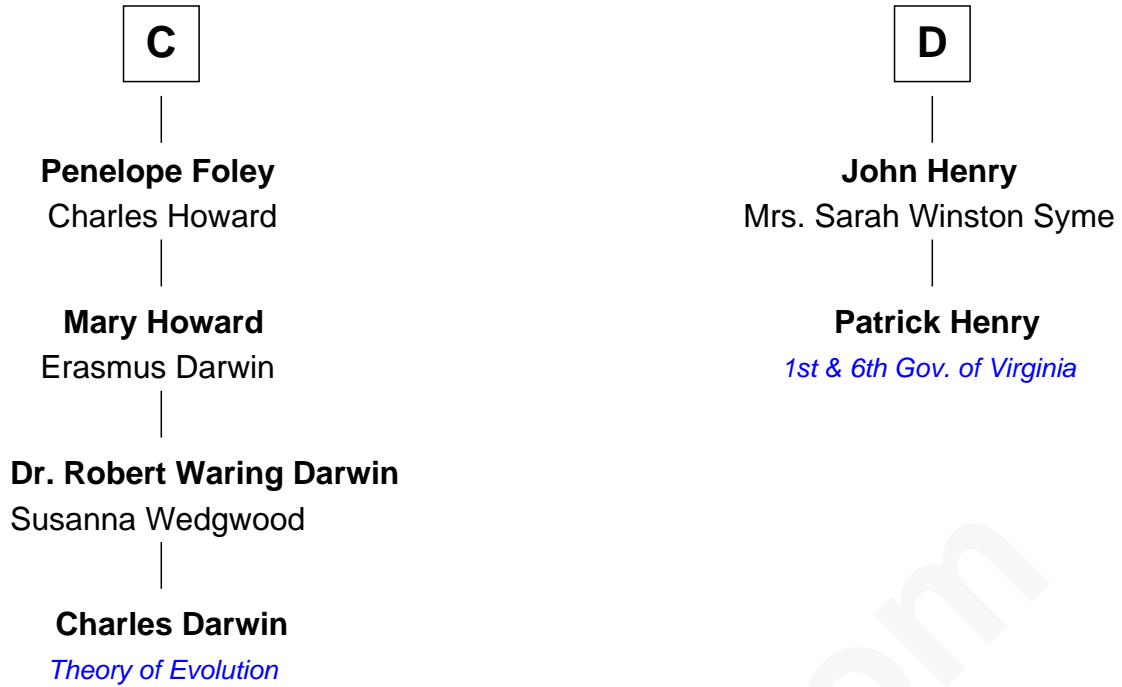 C
Penelope Foley
Charles Howard
Mary Howard
Erasmus Darwin
Dr. Robert Waring Darwin
Susanna Wedgwood
Charles Darwin
Theory of Evolution
D
John Henry
Mrs. Sarah Winston Syme
Patrick Henry
1st & 6th Gov. of Virginia
om